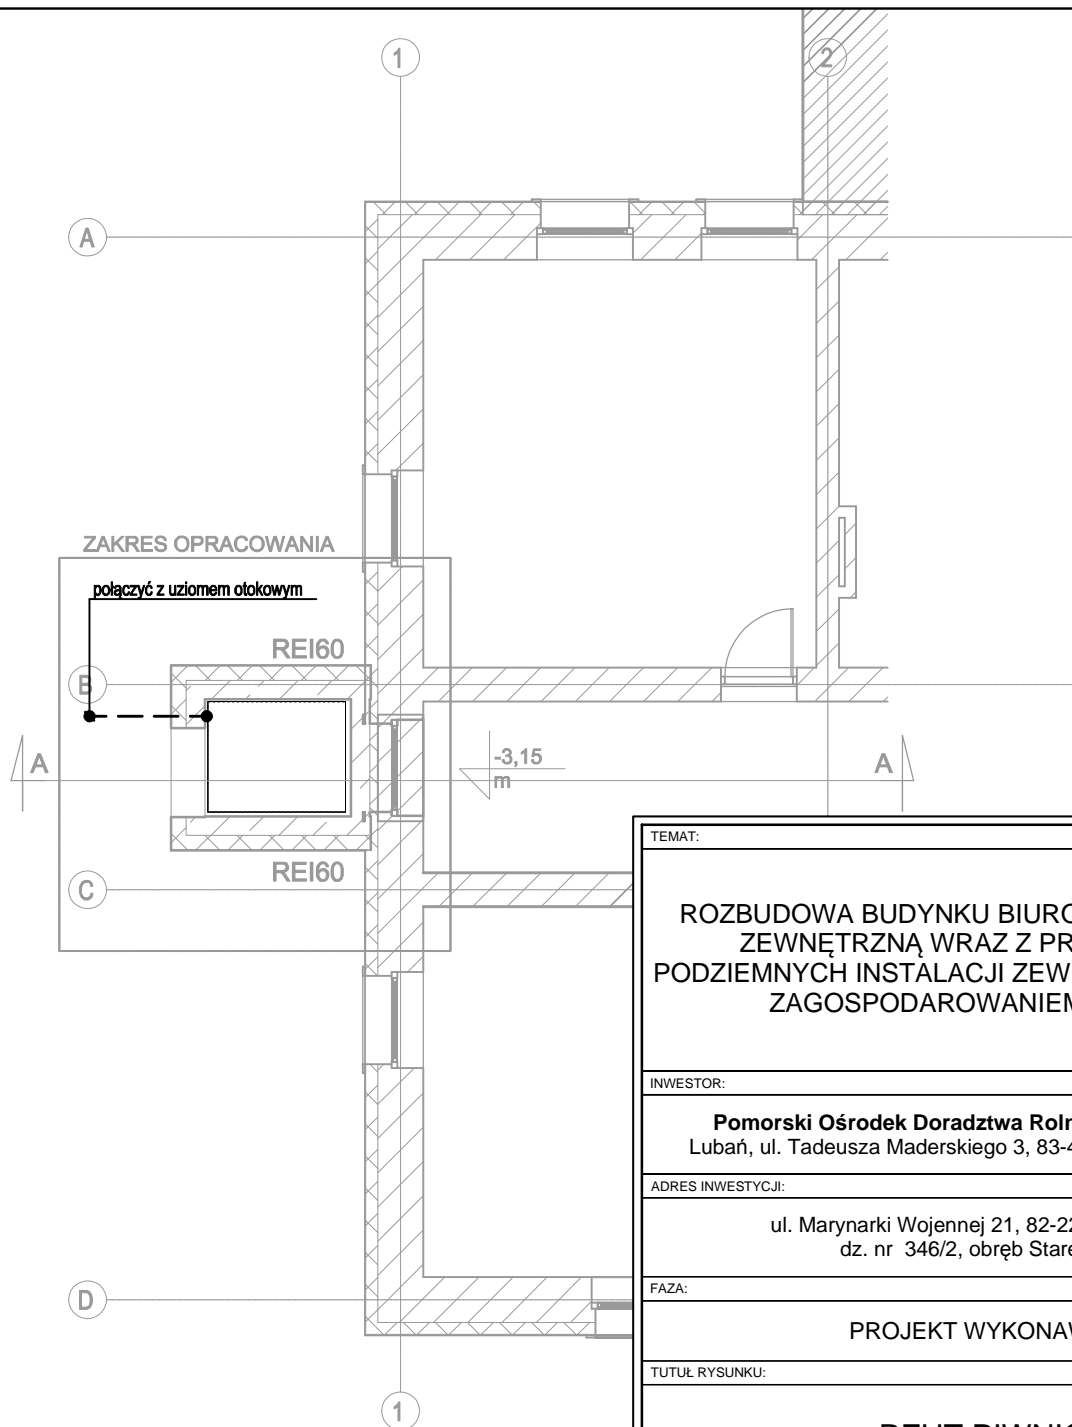 1
2
A
ZAKRES OPRACOWANIA
połączyć z uziomem otokowym
REI60
B
A
-3,15
m
A
REI60
C
D
1
TEMAT:
ROZBUDOWA BUDYNKU BIURO
ZEWNĘTRZNĄ WRAZ Z PR
PODZIEMNYCH INSTALACJI ZEW
ZAGOSPODAROWANIEM
INWESTOR:
Pomorski Ośrodek Doradztwa Roln
Lubań, ul. Tadeusza Maderskiego 3, 83-4
ADRES INWESTYCJI:
ul. Marynarki Wojennej 21, 82-22
dz. nr 346/2, obręb Stare
FAZA:
PROJEKT WYKONAW
TUTUŁ RYSUNKU: